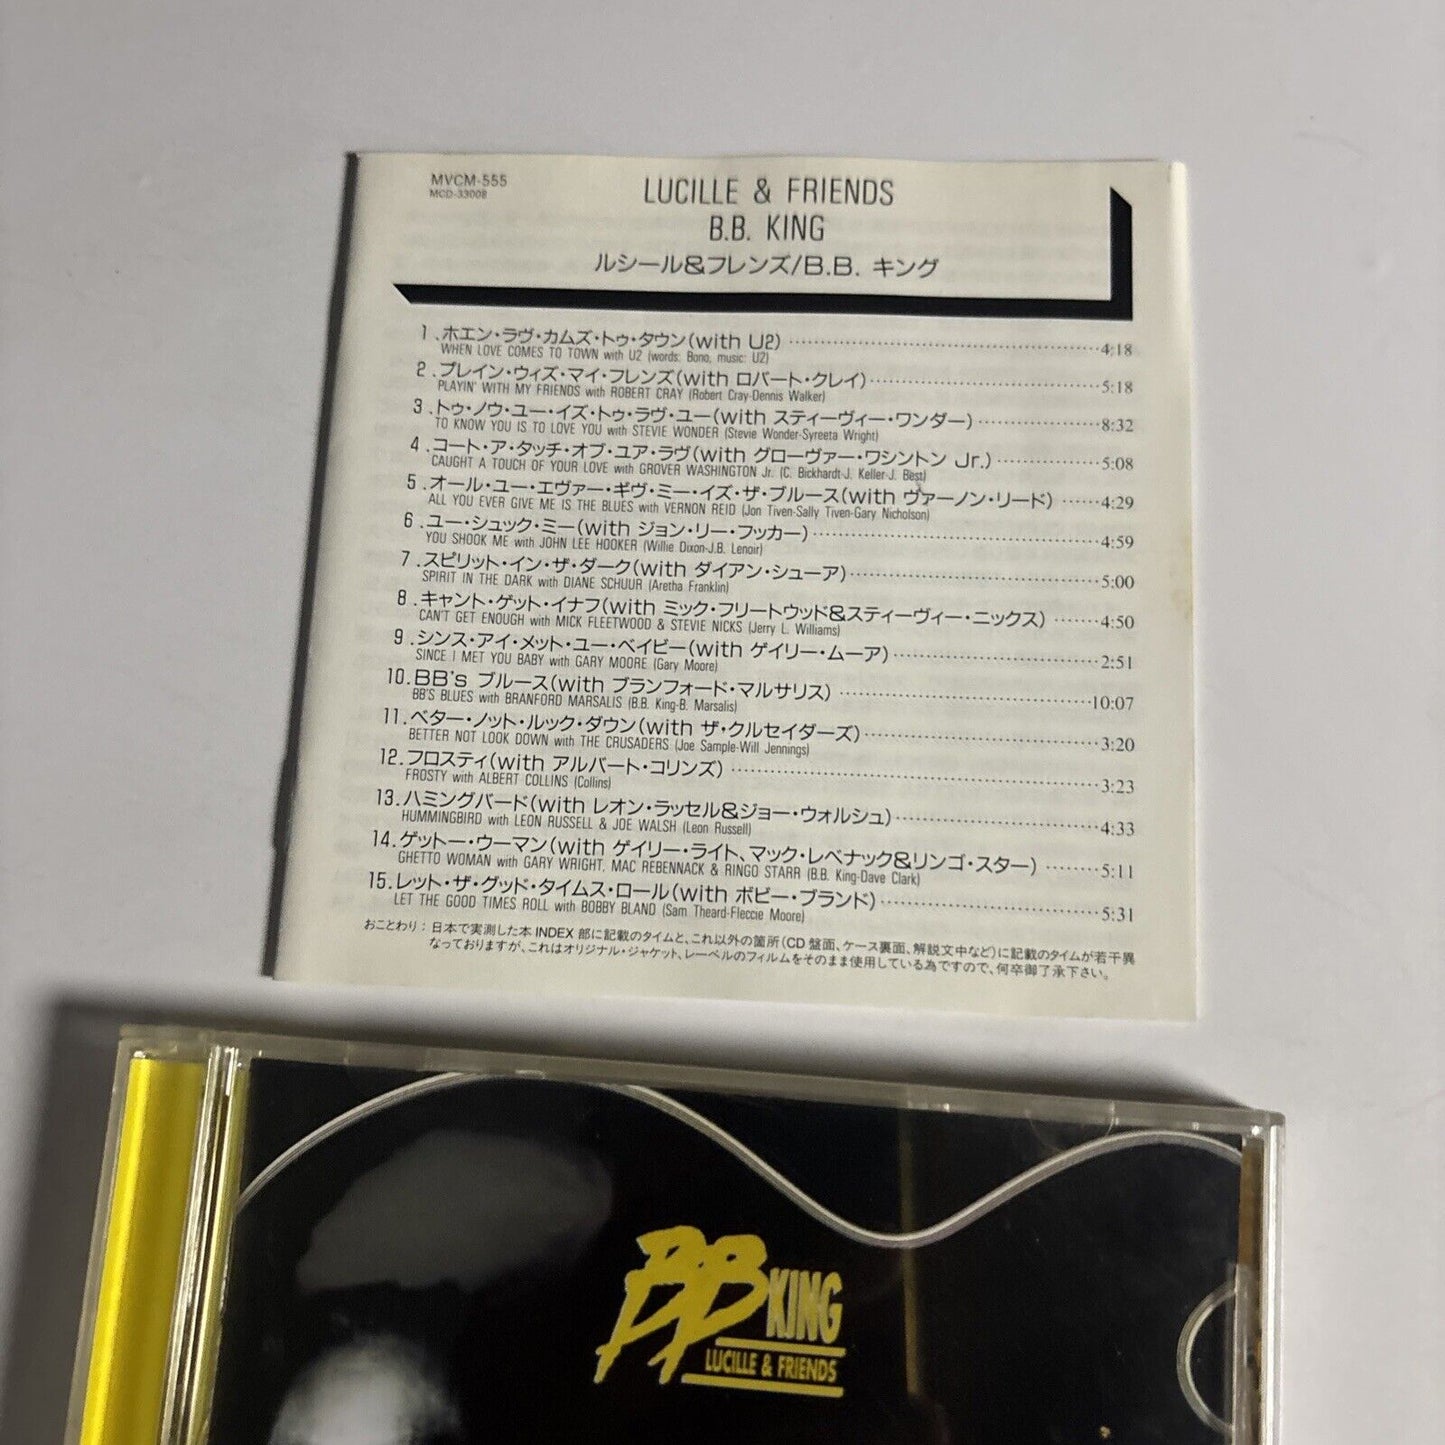 MVCM-555
MCD-33008
LUCILLE & FRIENDS
B.B. KING
ルシール&フレンズ/B.B. キング
1.ホエン・ラヴ・カムズ・トゥ・タウン(with U2)……4:18
WHEN LOVE COMES TO TOWN with U2 (words: Bono, music: U2)
2.プレイン・ウィズ・マイ・フレンズ(with ロバート・クレイ)……5:18
PLAYIN' WITH MY FRIENDS with ROBERT CRAY (Robert Cray-Dennis Walker)
3.トゥ・ノウ・ユー・イズ・トゥ・ラヴ・ユー(with スティーヴィー・ワンダー)……8:32
TO KNOW YOU IS TO LOVE YOU with STEVIE WONDER (Stevie Wonder-Syreeta Wright)
4.コート・ア・タッチ・オブ・ユア・ラヴ(with グローヴァー・ワシントン Jr.)……5:08
CAUGHT A TOUCH OF YOUR LOVE with GROVER WASHINGTON Jr. (C. Bickhardt-J. Keller-J. Best)
5.オール・ユー・エヴァー・ギヴ・ミー・イズ・ザ・ブルース(with ヴァーノン・リード)……4:29
ALL YOU EVER GIVE ME IS THE BLUES with VERNON REID (Jon Tiven-Sally Tiven-Gary Nicholson)
6.ユー・シュック・ミー(with ジョン・リー・フッカー)……4:59
YOU SHOOK ME with JOHN LEE HOOKER (Willie Dixon-J.B. Lenoir)
7.スピリット・イン・ザ・ダーク(with ダイアン・シューア)……5:00
SPIRIT IN THE DARK with DIANE SCHUUR (Aretha Franklin)
8.キャント・ゲット・イナフ(with ミック・フリートウッド&スティーヴィー・ニックス)……4:50
CAN'T GET ENOUGH with MICK FLEETWOOD & STEVIE NICKS (Jerry L. Williams)
9.シンス・アイ・メット・ユー・ベイビー(with ゲイリー・ムーア)……2:51
SINCE I MET YOU BABY with GARY MOORE (Gary Moore)
10.BB's ブルース(with ブランフォード・マルサリス)……10:07
BB'S BLUES with BRANFORD MARSALIS (B.B. King-B. Marsalis)
11.ベター・ノット・ルック・ダウン(with ザ・クルセイダーズ)……3:20
BETTER NOT LOOK DOWN with THE CRUSADERS (Joe Sample-Will Jennings)
12.フロスティ(with アルバート・コリンズ)……3:23
FROSTY with ALBERT COLLINS (Collins)
13.ハミングバード(with レオン・ラッセル&ジョー・ウォルシュ)……4:33
HUMMINGBIRD with LEON RUSSELL & JOE WALSH (Leon Russell)
14.ゲットー・ウーマン(with ゲイリー・ライト、マック・レベナック&リンゴ・スター)……5:11
GHETTO WOMAN with GARY WRIGHT, MAC REBENNACK & RINGO STARR (B.B. King-Dave Clark)
15.レット・ザ・グッド・タイムス・ロール(with ボビー・ブランド)……5:31
LET THE GOOD TIMES ROLL with BOBBY BLAND (Sam Theard-Fleccie Moore)
おことわり:日本で実測した本INDEX部に記載のタイムと、これ以外の箇所(CD盤面、ケース裏面、解説文中など)に記載のタイムが若干異
なっておりますが、これはオリジナル・ジャケット、レーベルのフィルムをそのまま使用している為ですので、何卒御了承下さい。
BB KING
LUCILLE & FRIENDS